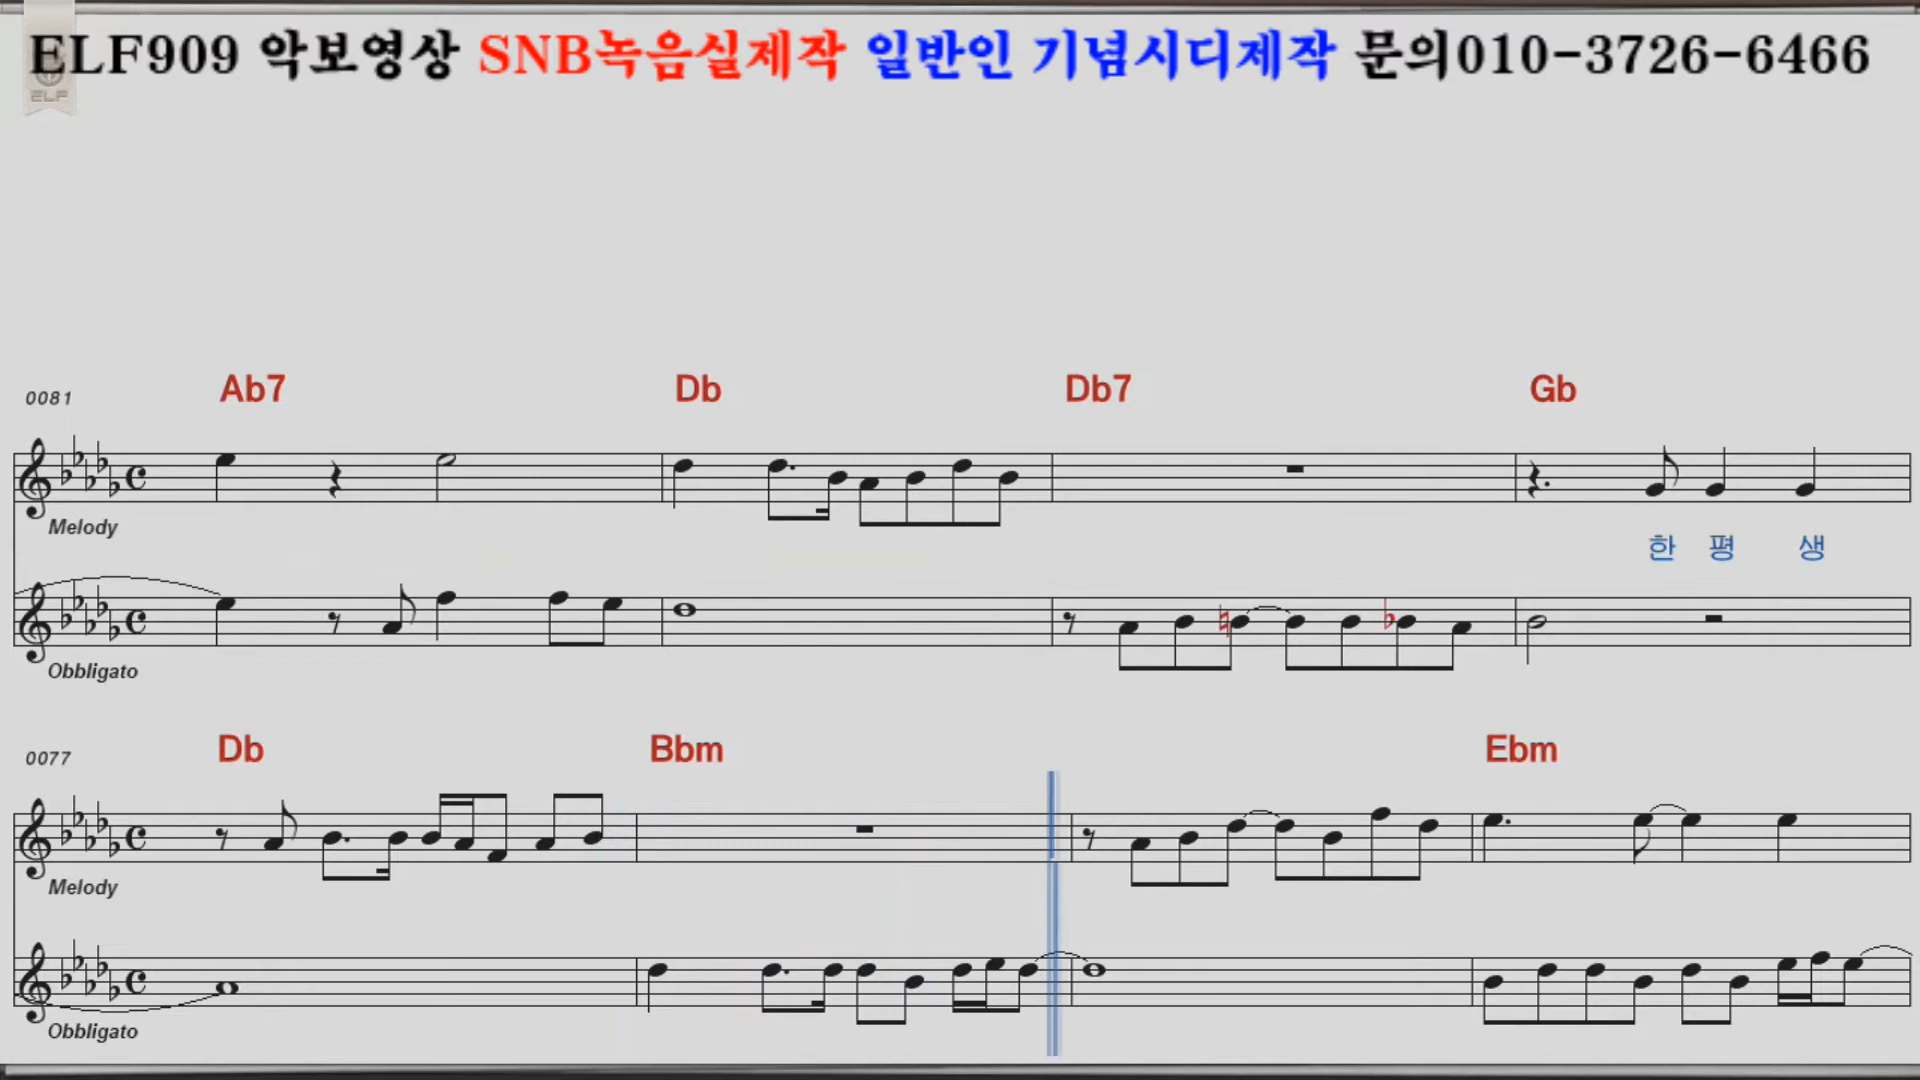 ELF909 악보영상 SNB녹음실제작 일반인 기념시디제작 문의010-3726-6466
ELF
0081 Ab7 Db Db7 Gb
Melody
한 평 생
Obbligato
0077 Db Bbm Ebm
Melody
Obbligato